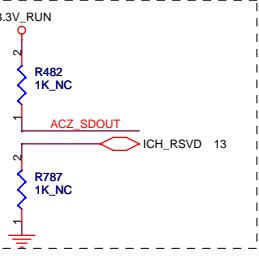 3.3V_RUN
2
R482
1K_NC
1
ACZ_SDOUT
ICH_RSVD 13
2
R787
1K_NC
1